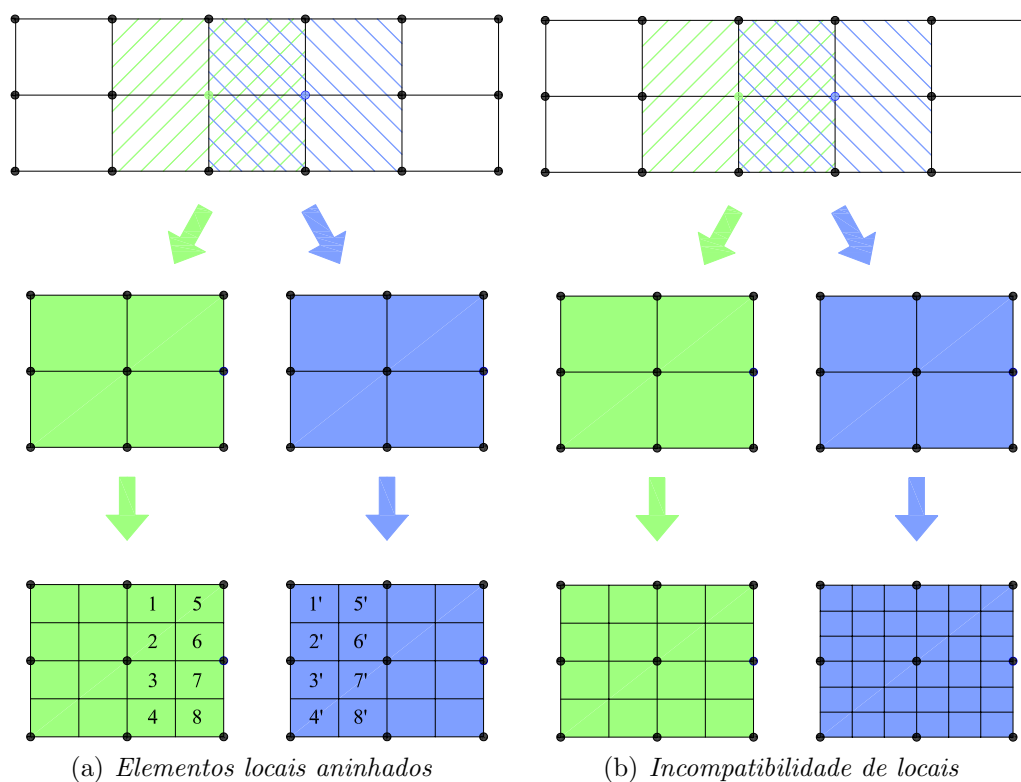 1 5 1' 5'
2 6 2' 6'
3 7 3' 7'
4 8 4' 8'
(a) Elementos locais aninhados
(b) Incompatibilidade de locais